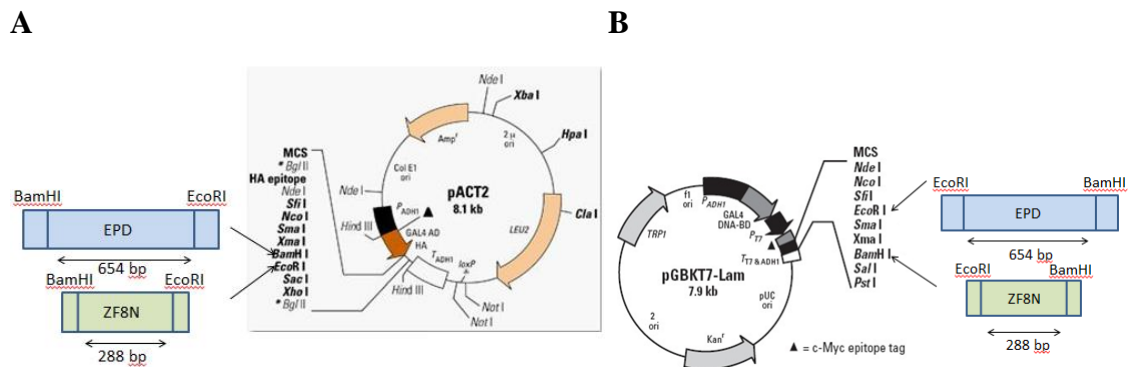 A
B
BamHI
EcoRI
EPD
654 bp
BamHI
EcoRI
ZF8N
288 bp
MCS
* Bgl II
HA epitope
Nde I
Sfi I
Nco I
Sma I
Xma I
BamH I
EcoR I
Sac I
Xho I
* Bgl II
Nde I
Xba I
Hpa I
Cla I
Not I
Not I
Hind III
Hind III
Nde I
Amp r
Col E1
ori
2 μ
ori
pACT2
8.1 kb
P ADH1
GAL4 AD
HA
T ADH1
loxP
LEU2
f1
ori
P ADH1
GAL4
DNA-BD
P T7
T T7 & ADH1
TRP1
pGBKT7-Lam
7.9 kb
pUC
ori
2
ori
Kan r
▲ = c-Myc epitope tag
MCS
Nde I
Nco I
Sfi I
EcoR I
Sma I
Xma I
BamH I
Sal I
Pst I
EcoRI
BamHI
EPD
654 bp
EcoRI
BamHI
ZF8N
288 bp